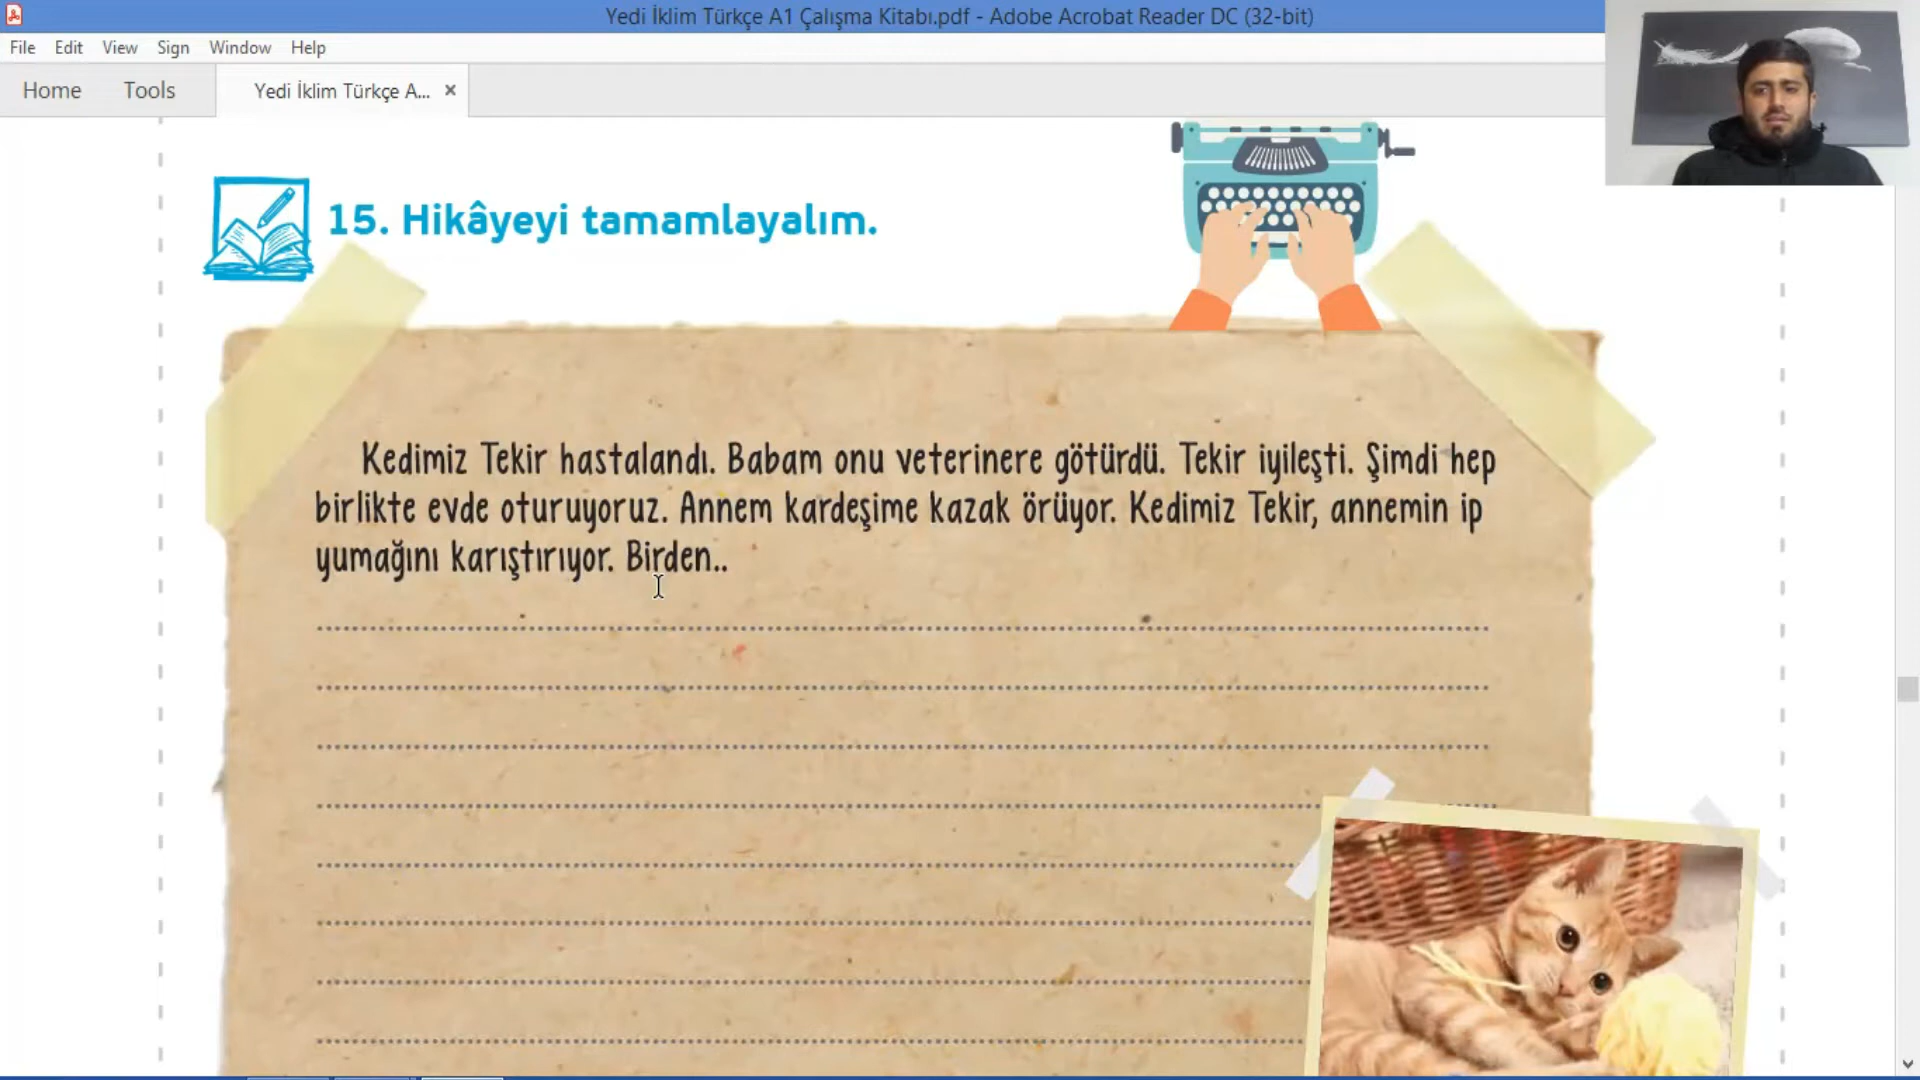 Yedi İklim Türkçe A1 Çalışma Kitabı.pdf - Adobe Acrobat Reader DC (32-bit)
File Edit View Sign Window Help
Home Tools Yedi İklim Türkçe A... ×
15. Hikâyeyi tamamlayalım.
Kedimiz Tekir hastalandı. Babam onu veterinere götürdü. Tekir iyileşti. Şimdi hep
birlikte evde oturuyoruz. Annem kardeşime kazak örüyor. Kedimiz Tekir, annemin ip
yumağını karıştırıyor. Birden..